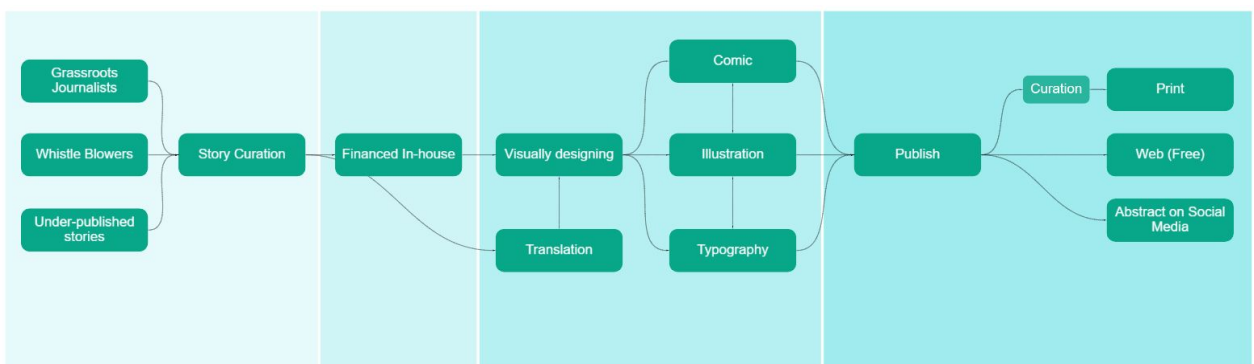 Grassroots
Journalists
Whistle Blowers
Under-published
stories
Story Curation
Financed In-house
Visually designing
Translation
Comic
Illustration
Typography
Publish
Curation
Print
Web (Free)
Abstract on Social
Media